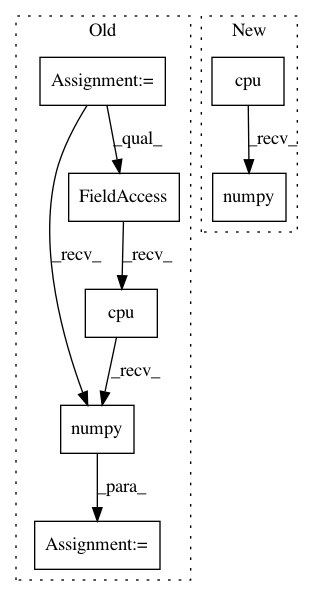 Old
New
Assignment:=
cpu
_qual_
_recv_
FieldAccess
numpy
_recv_
_recv_
cpu
_recv_
numpy
_para_
Assignment:=